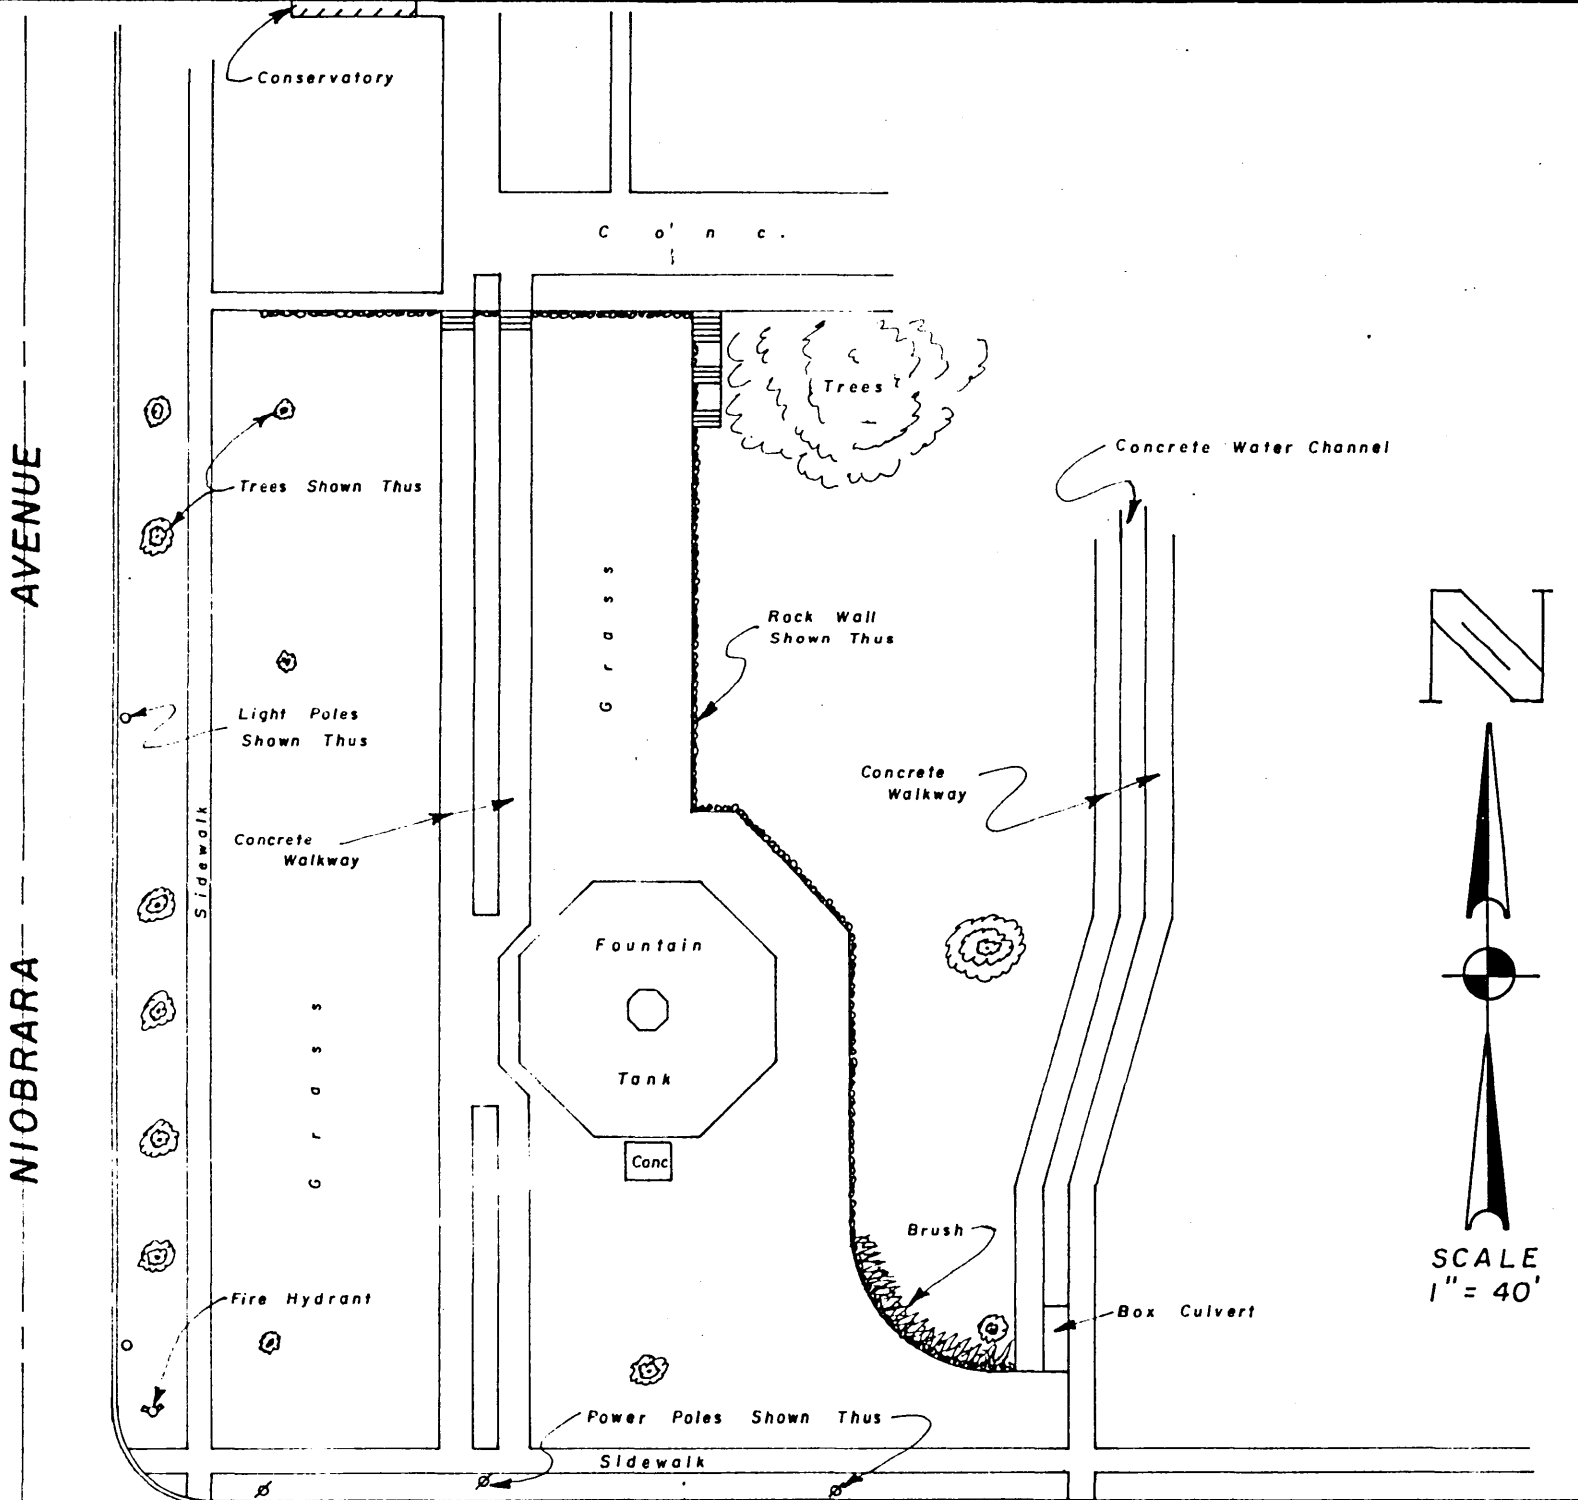 Conservatory
C o n c.
Trees
Concrete Water Channel
Trees Shown Thus
AVENUE
Grass
Rock Wall
Shown Thus
Light Poles
Shown Thus
Concrete
Walkway
Sidewalk
Concrete
Walkway
Fountain
Tank
NIOBRARA
Grass
Conc
N
Brush
SCALE
1" = 40'
Fire Hydrant
Box Culvert
Power Poles Shown Thus
Sidewalk